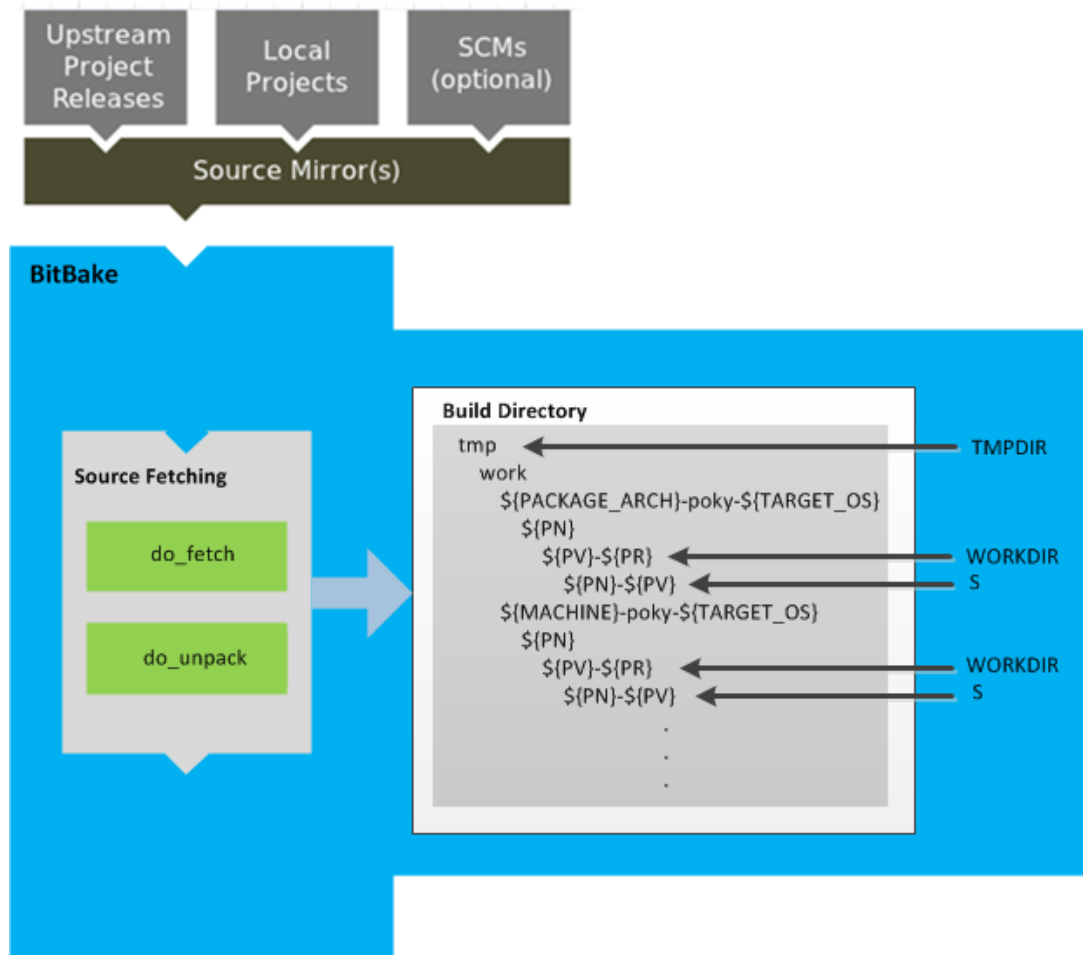 Upstream
Project
Releases
Local
Projects
SCMs
(optional)
Source Mirror(s)
BitBake
Source Fetching
do_fetch
do_unpack
Build Directory
tmp
work
${PACKAGE_ARCH}-poky-${TARGET_OS}
${PN}
${PV}-${PR}
${PN}-${PV}
${MACHINE}-poky-${TARGET_OS}
${PN}
${PV}-${PR}
${PN}-${PV}
.
.
.
TMPDIR
WORKDIR
S
WORKDIR
S